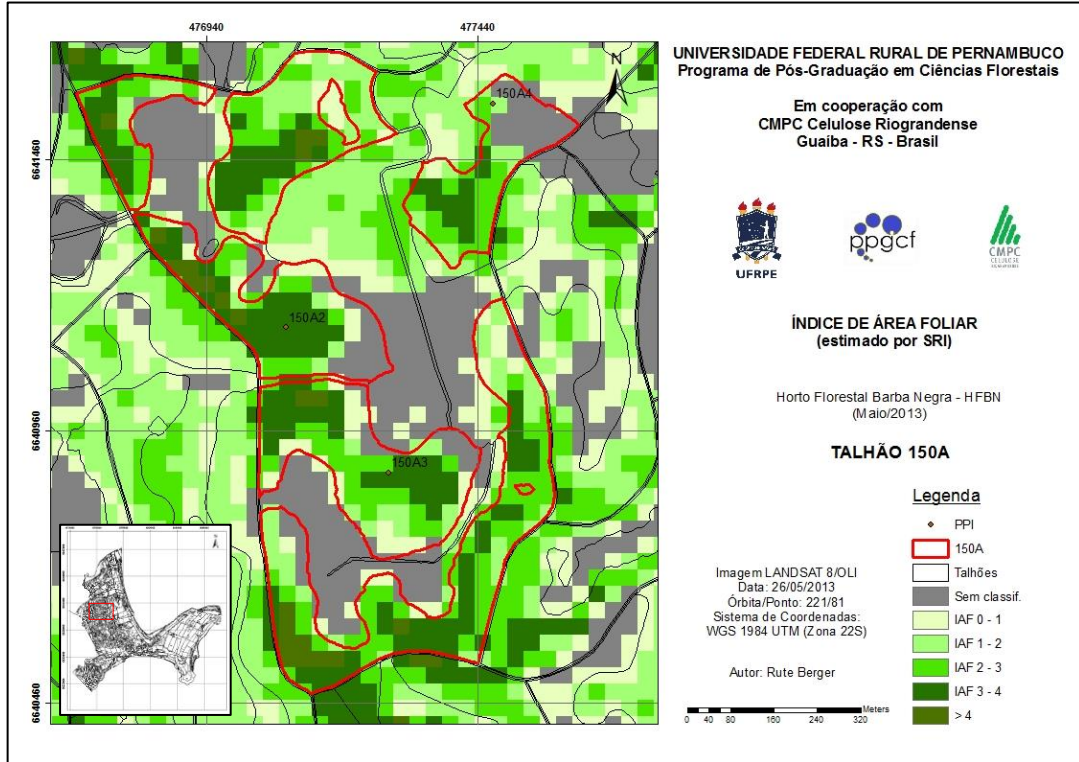 476940
477440
6641460
6640960
6640460
N
150A4
150A2
150A3
UNIVERSIDADE FEDERAL RURAL DE PERNAMBUCO
Programa de Pós-Graduação em Ciências Florestais
Em cooperação com
CMPC Celulose Riograndense
Guaíba - RS - Brasil
UFRPE
ppgcf
CMPC
CELULOSE
RIOGRANDENSE
ÍNDICE DE ÁREA FOLIAR
(estimado por SRI)
Horto Florestal Barba Negra - HFBN
(Maio/2013)
TALHÃO 150A
Legenda
PPI
150A
Talhões
Sem classif.
IAF 0 - 1
IAF 1 - 2
IAF 2 - 3
IAF 3 - 4
> 4
Imagem LANDSAT 8/OLI
Data: 26/05/2013
Órbita/Ponto: 221/81
Sistema de Coordenadas:
WGS 1984 UTM (Zona 22S)
Autor: Rute Berger
Meters
0 40 80 160 240 320